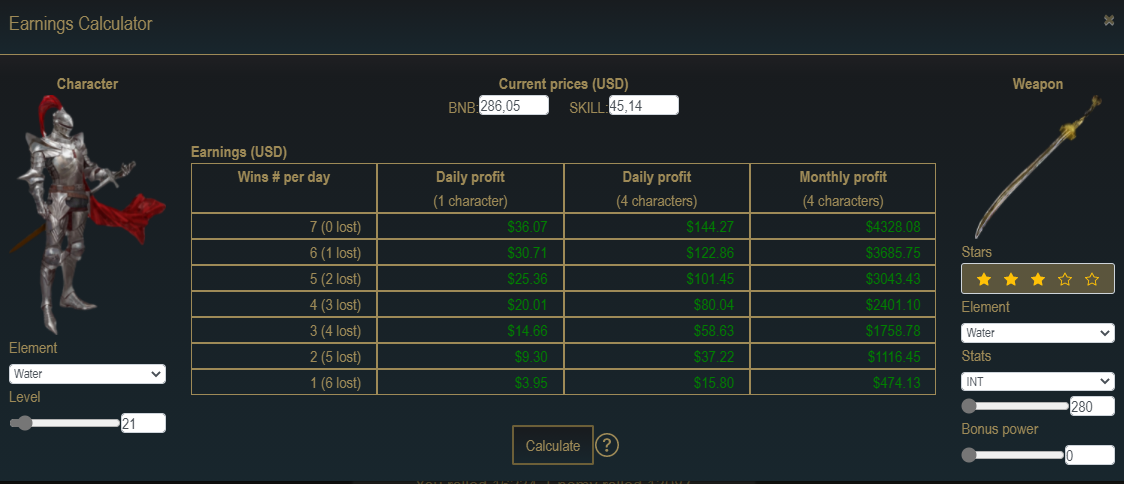 Earnings Calculator
Character
Current prices (USD)
Weapon
BNB: 286,05 SKILL: 45,14
Earnings (USD)
Wins # per day Daily profit (1 character) Daily profit (4 characters) Monthly profit (4 characters)
7 (0 lost) $36.07 $144.27 $4328.08
6 (1 lost) $30.71 $122.86 $3685.75
5 (2 lost) $25.36 $101.45 $3043.43
4 (3 lost) $20.01 $80.04 $2401.10
3 (4 lost) $14.66 $58.63 $1758.78
2 (5 lost) $9.30 $37.22 $1116.45
1 (6 lost) $3.95 $15.80 $474.13
Element
Water
Level
21
Stars
Element
Water
Stats
INT
280
Bonus power
0
Calculate ?